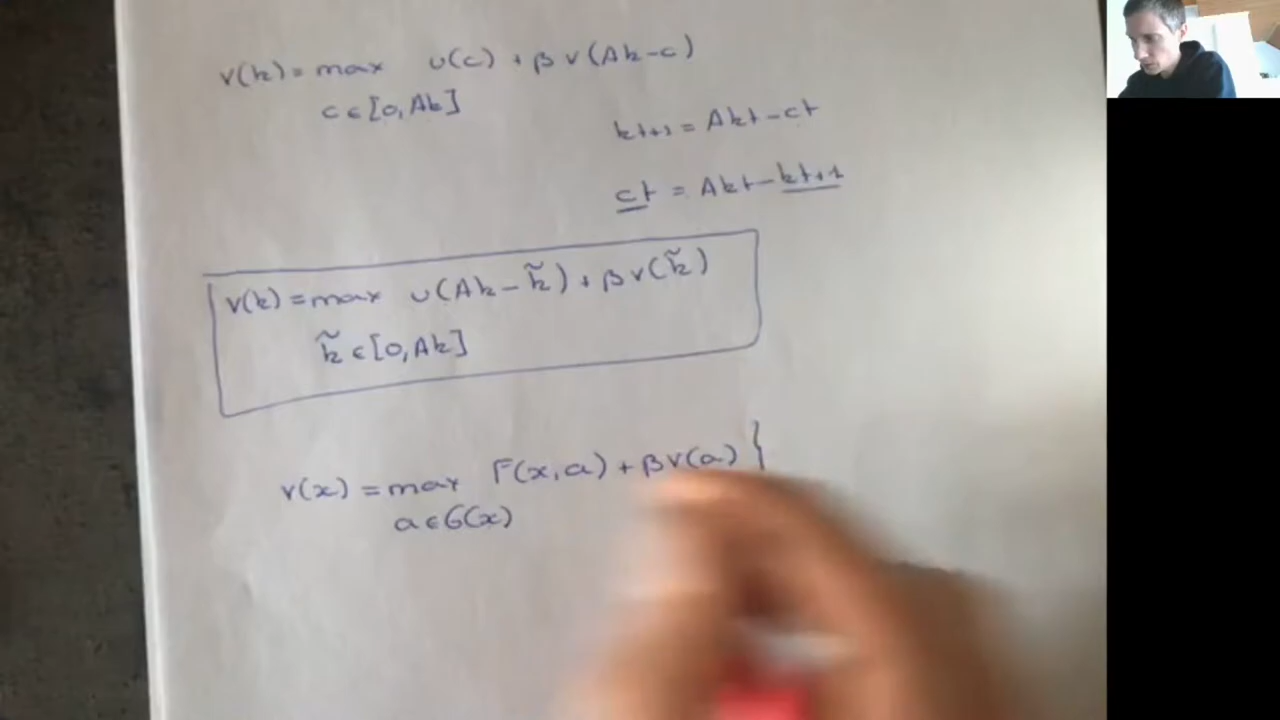 v(k) = max u(c) + β v(Ak-c)
c ∈ [0, Ak]
kt+1 = Akt - ct
ct = Akt - kt+1
v(k) = max u(Ak - k̃) + β v(k̃)
k̃ ∈ [0, Ak]
v(x) = max F(x, a) + β v(a) }
a ∈ G(x)